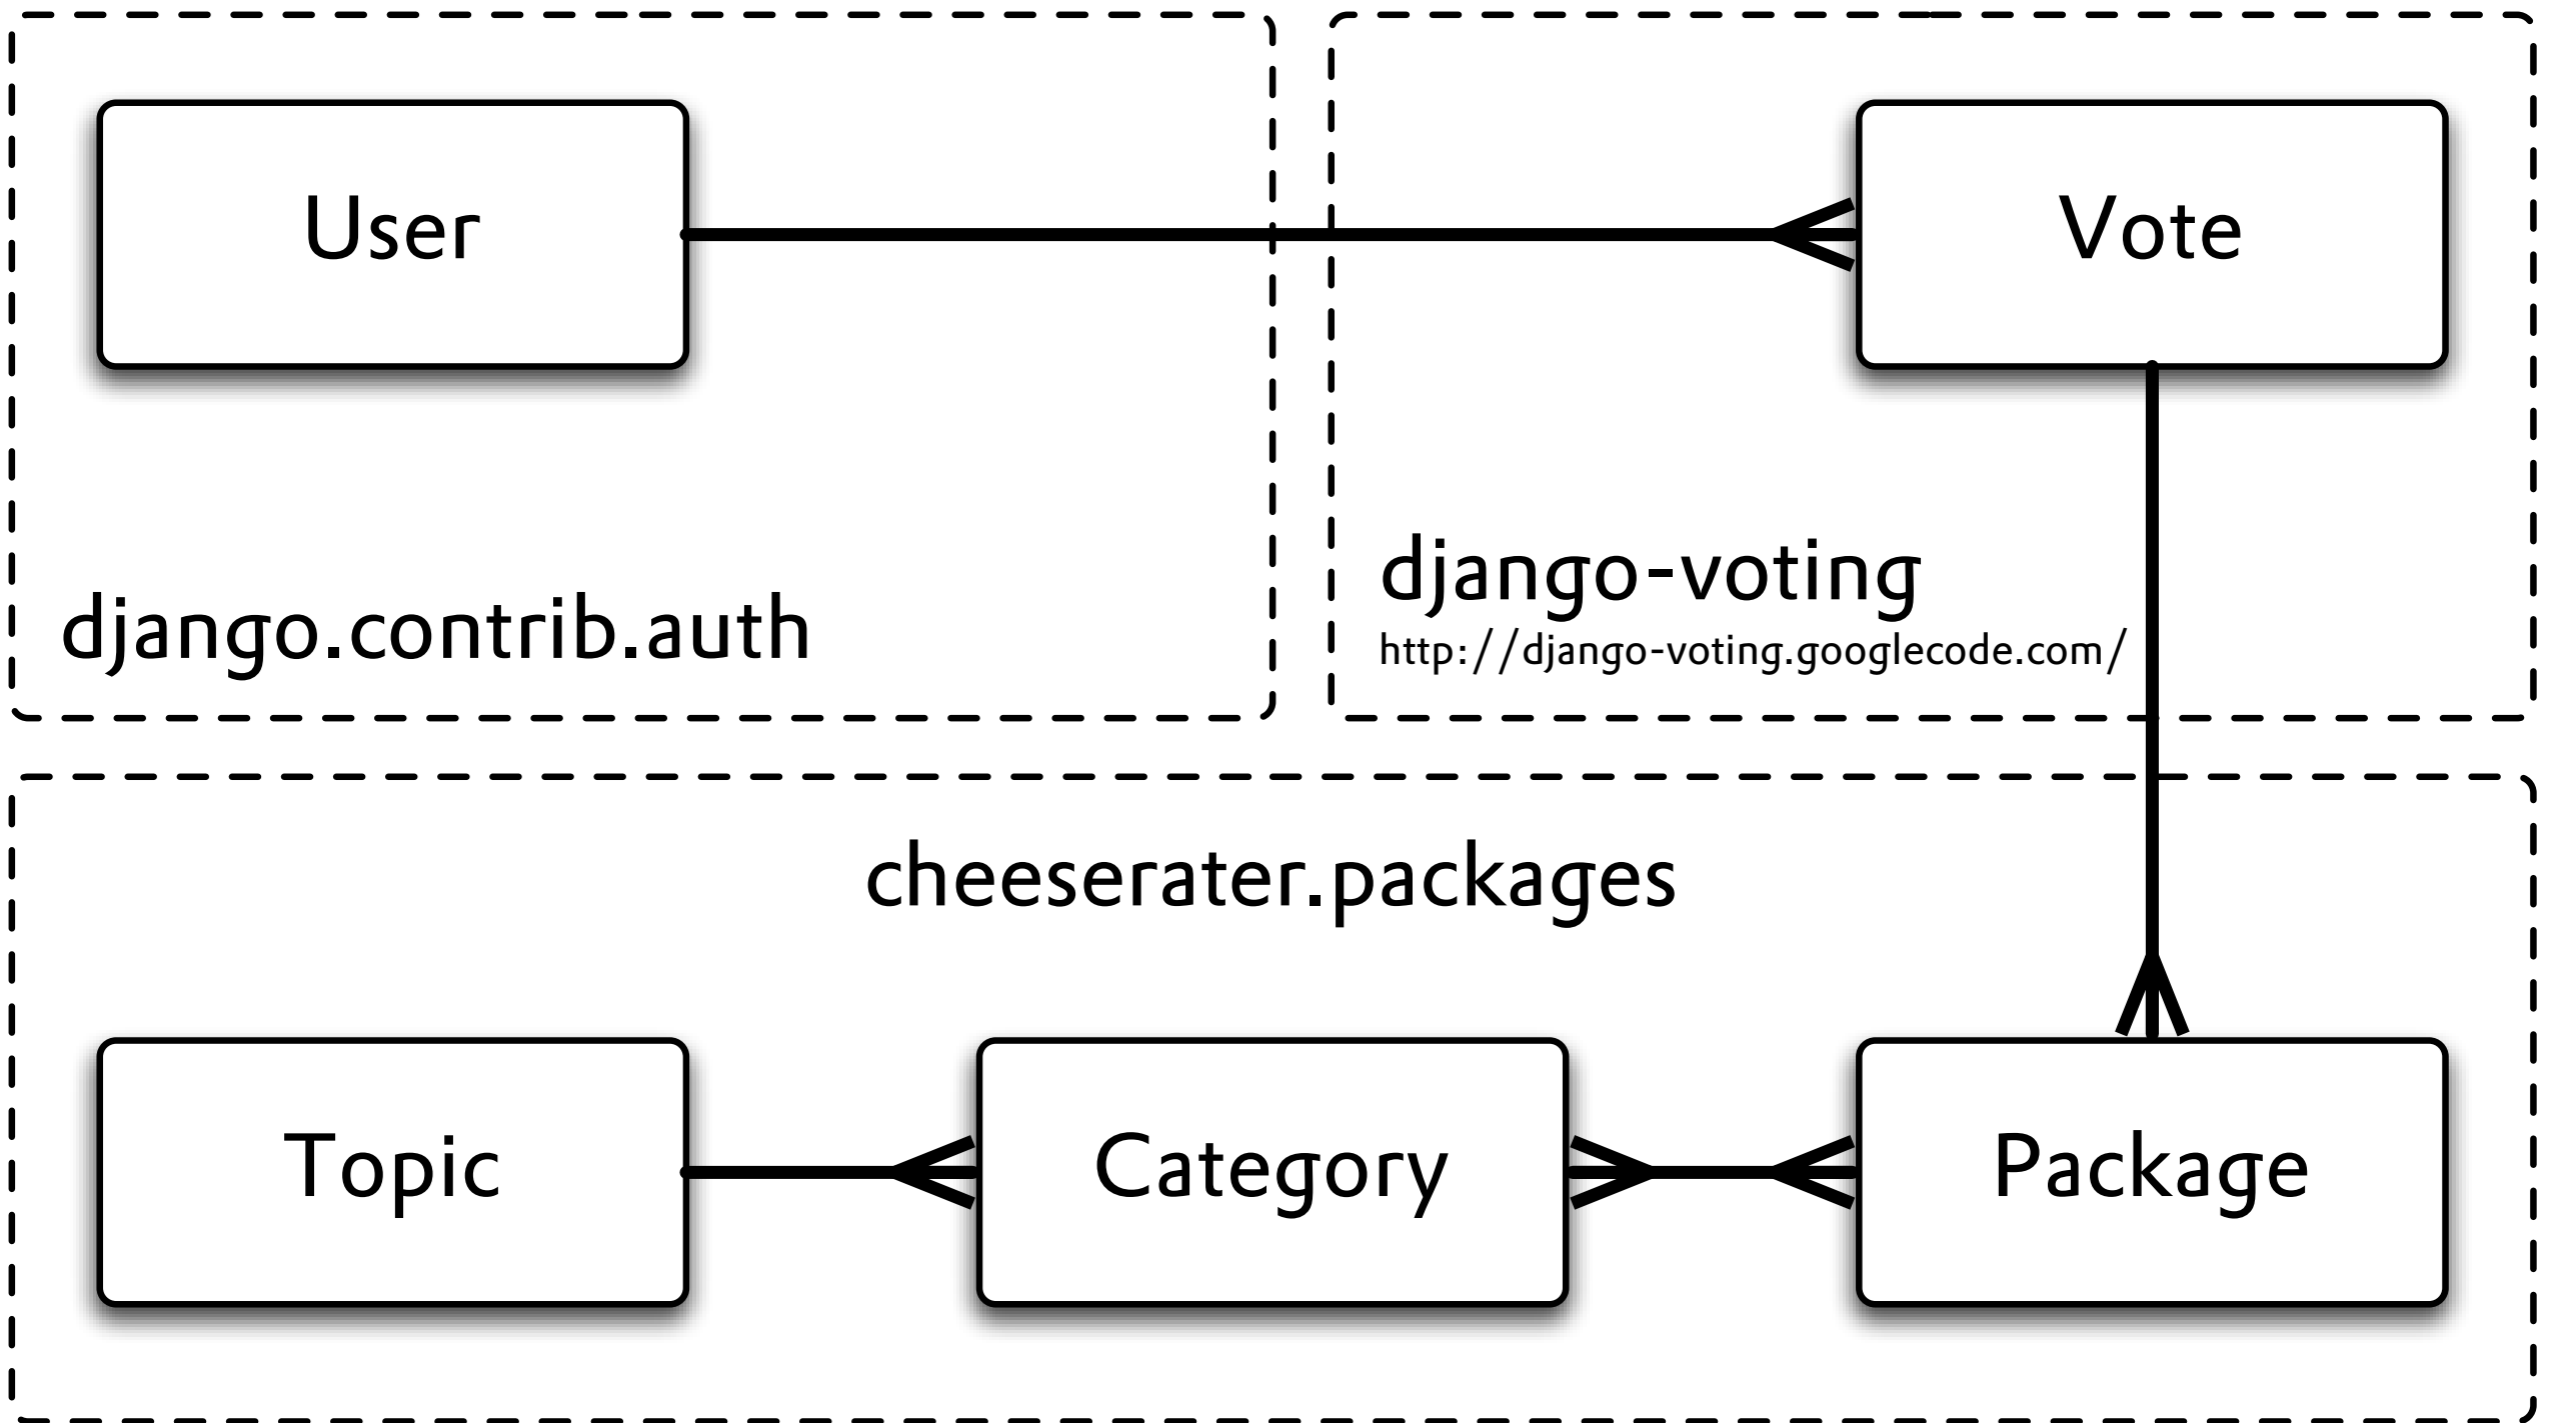 User
Vote
django.contrib.auth
django-voting
http://django-voting.googlecode.com/
cheeserater.packages
Topic
Category
Package